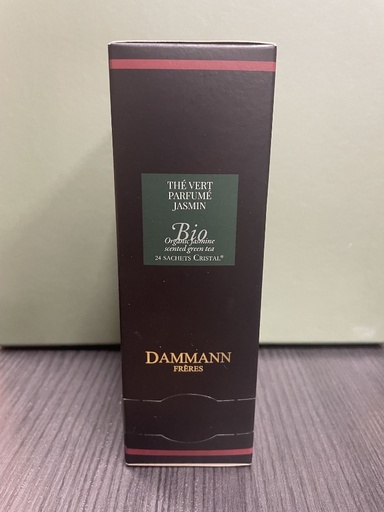 THÉ VERT
PARFUMÉ
JASMIN
Bio
Organic Jasmine
scented green tea
24 SACHETS CRISTAL®
DAMMANN
FRÈRES